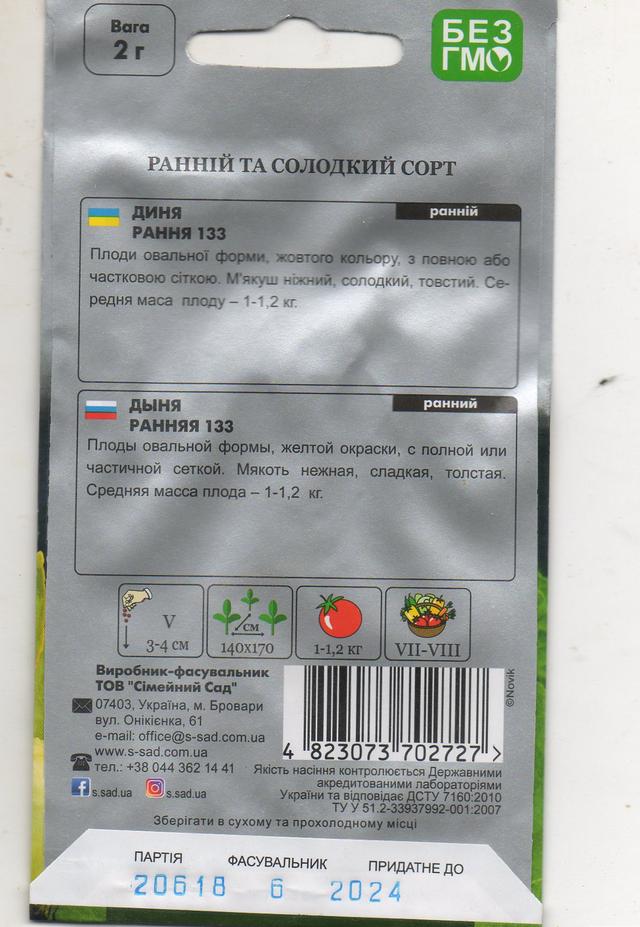 Вага
2 г
БЕЗ
ГМО
РАННІЙ ТА СОЛОДКИЙ СОРТ
ДИНЯ
ранній
РАННЯ 133
Плоди овальної форми, жовтого кольору, з повною або
частковою сіткою. М'якуш ніжний, солодкий, товстий. Се-
редня маса плоду – 1-1,2 кг.
ДЫНЯ
ранний
РАННЯЯ 133
Плоды овальной формы, желтой окраски, с полной или
частичной сеткой. Мякоть нежная, сладкая, толстая.
Средняя масса плода – 1-1,2 кг.
V
3-4 см
см
140х170
1-1,2 кг
VII-VIII
Виробник-фасувальник
ТОВ "Сімейний Сад"
07403, Україна, м. Бровари
вул. Онікієнка, 61
e-mail: office@s-sad.com.ua
www.s-sad.com.ua
тел.: +38 044 362 14 41
s.sad.ua
s.sad.ua
©Novik
4 823073 702727 >
Якість насіння контролюється Державними
акредитованими лабораторіями
України та відповідає ДСТУ 7160:2010
ТУ У 51.2-33937992-001:2007
Зберігати в сухому та прохолодному місці
ПАРТІЯ ФАСУВАЛЬНИК ПРИДАТНЕ ДО
20618 6 2024